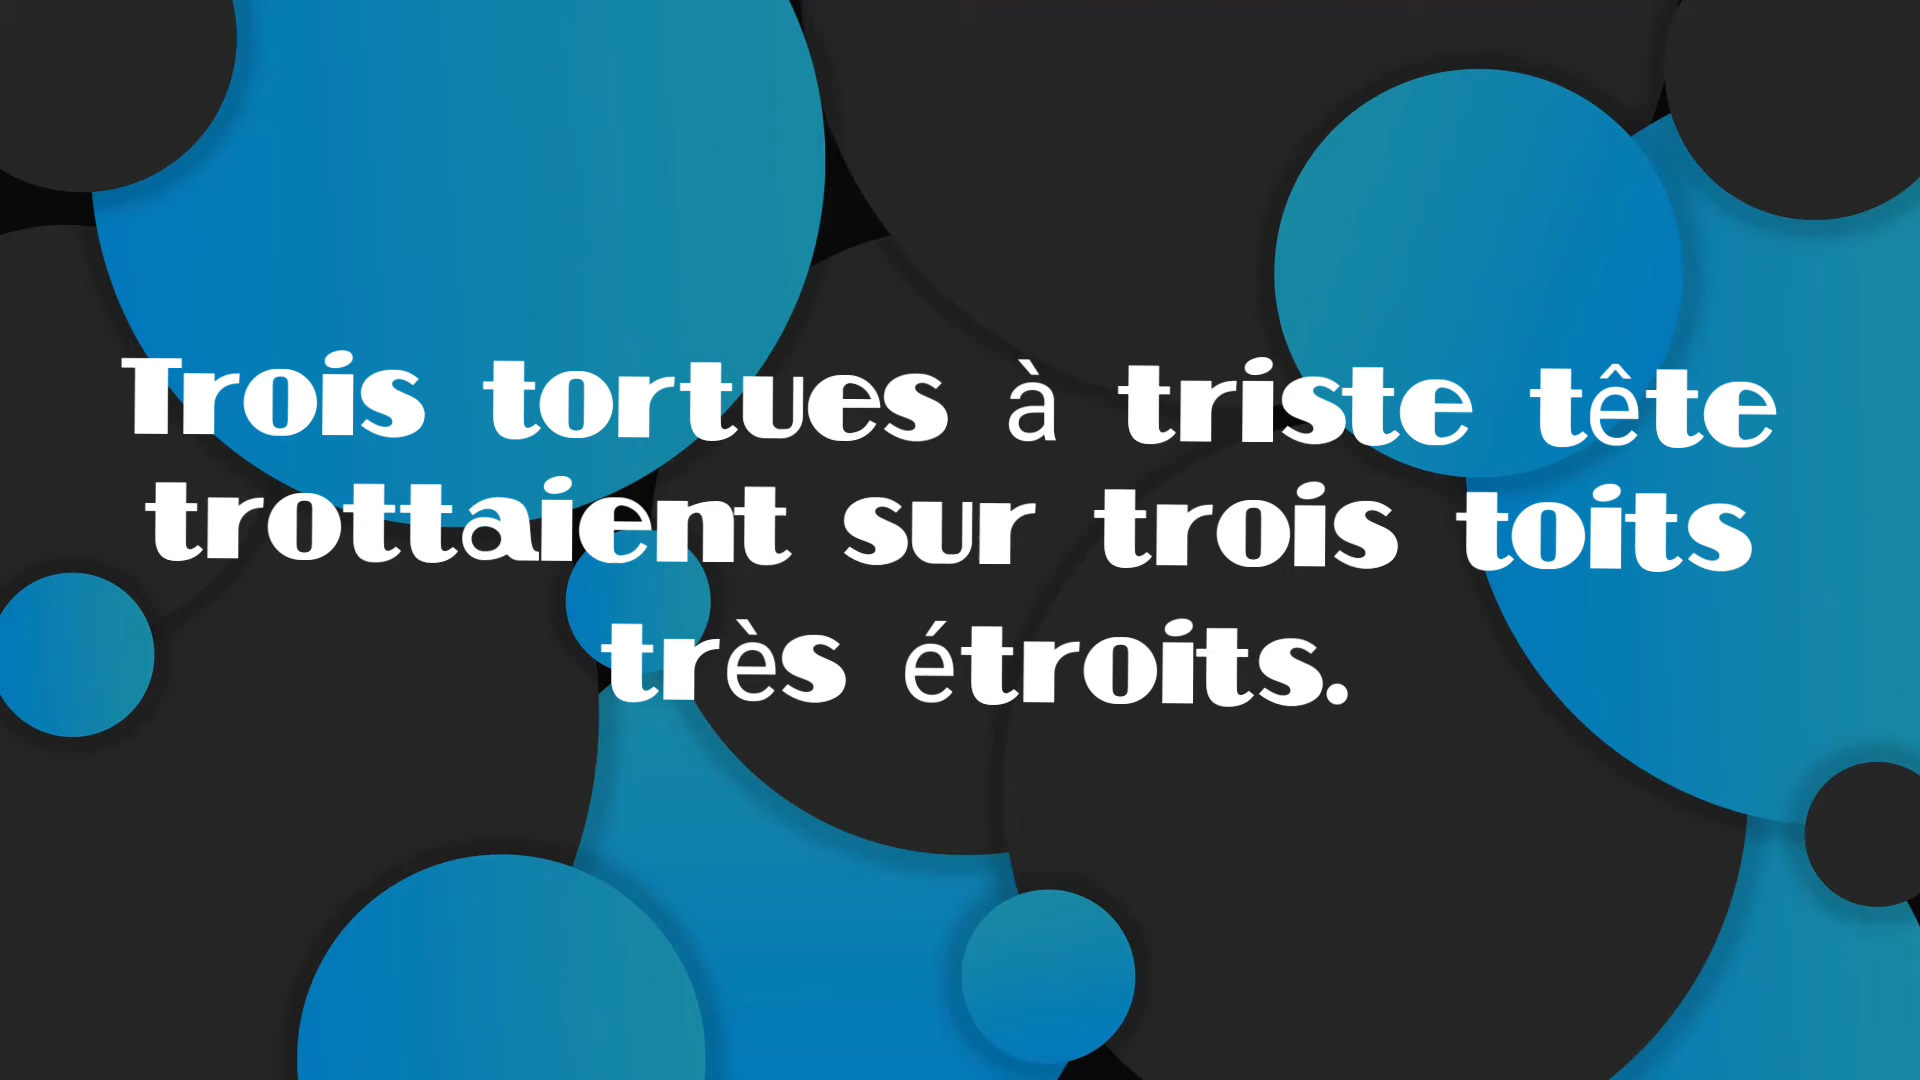 Trois tortues à triste tête
trottaient sur trois toits
très étroits.